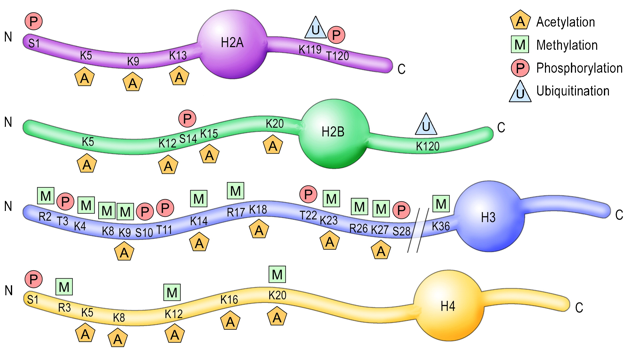 P
N S1 K5 K9 K13 H2A K119 T120 C
U P
A A A
A Acetylation
M Methylation
P Phosphorylation
U Ubiquitination
P U
N K5 K12 S14 K15 K20 H2B K120 C
A A A A
M P M M M P P M M P M M M P M
N R2 T3 K4 K8 K9 S10 T11 K14 R17 K18 T22 K23 R26 K27 S28 K36 H3 C
A A A A A
P M M M
N S1 R3 K5 K8 K12 K16 K20 H4 C
A A A A A